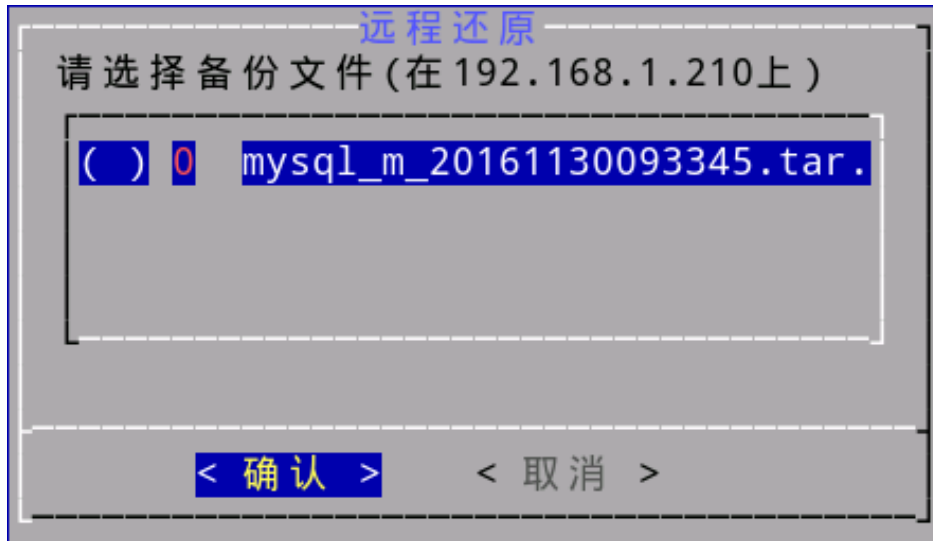 远程还原
请选择备份文件(在192.168.1.210上)
( ) 0 mysql_m_20161130093345.tar.
< 确认 > < 取消 >